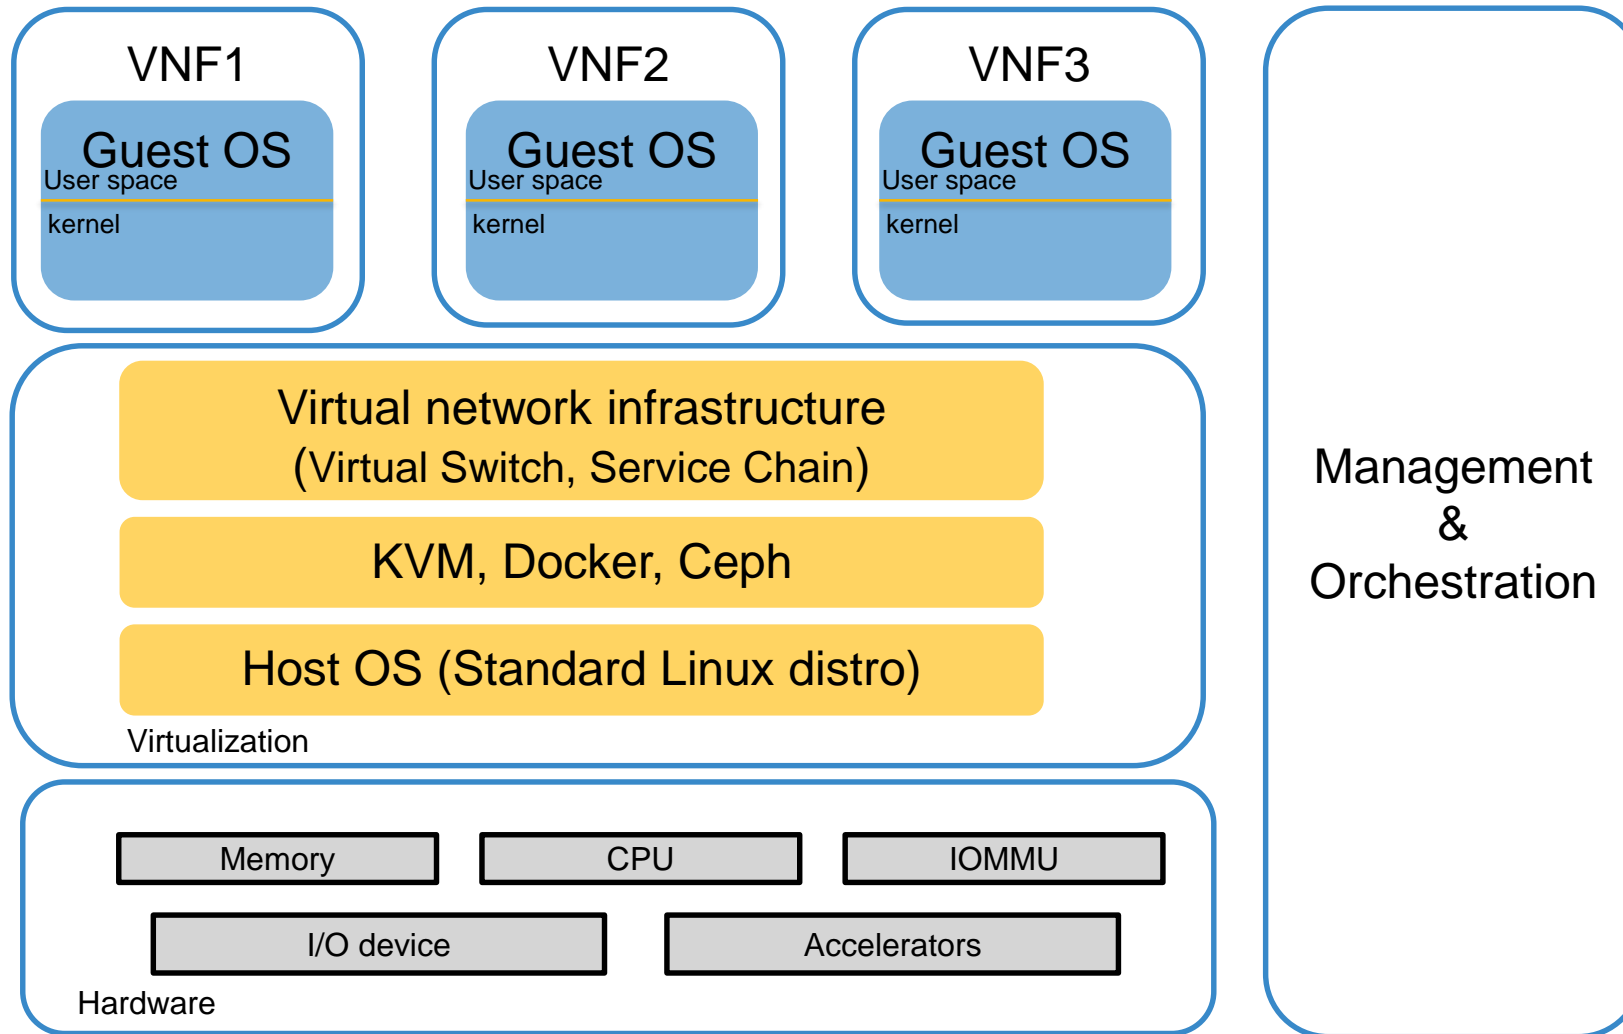 VNF1
Guest OS
User space
kernel
VNF2
Guest OS
User space
kernel
VNF3
Guest OS
User space
kernel
Virtual network infrastructure
(Virtual Switch, Service Chain)
KVM, Docker, Ceph
Host OS (Standard Linux distro)
Virtualization
Memory
CPU
IOMMU
I/O device
Accelerators
Hardware
Management
&
Orchestration